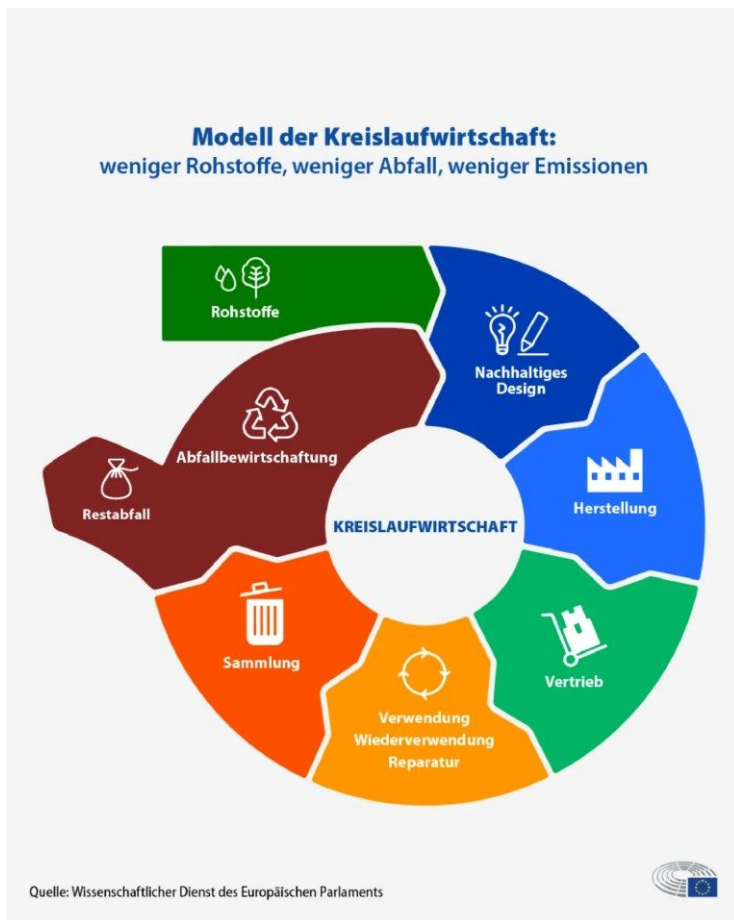 Modell der Kreislaufwirtschaft:
weniger Rohstoffe, weniger Abfall, weniger Emissionen
Rohstoffe
Nachhaltiges
Design
Herstellung
Vertrieb
Verwendung
Wiederverwendung
Reparatur
Sammlung
Abfallbewirtschaftung
Restabfall
KREISLAUFWIRTSCHAFT
Quelle: Wissenschaftlicher Dienst des Europäischen Parlaments